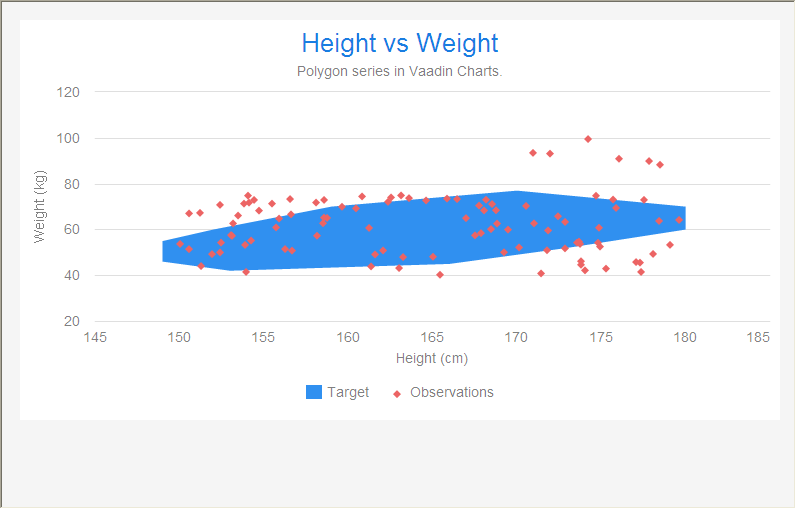 Height vs Weight
Polygon series in Vaadin Charts.
Weight (kg)
120
100
80
60
40
20
145 150 155 160 165 170 175 180 185
Height (cm)
Target Observations